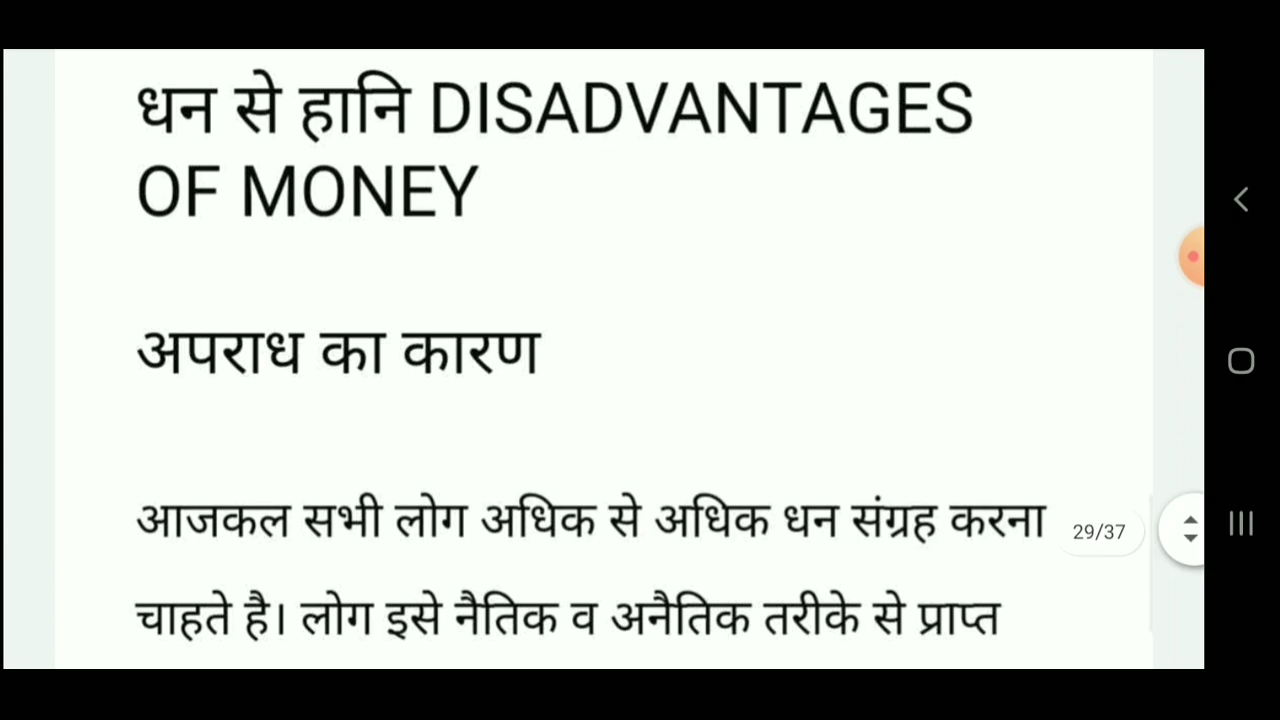 धन से हानि DISADVANTAGES
OF MONEY
अपराध का कारण
आजकल सभी लोग अधिक से अधिक धन संग्रह करना
29/37
चाहते है। लोग इसे नैतिक व अनैतिक तरीके से प्राप्त